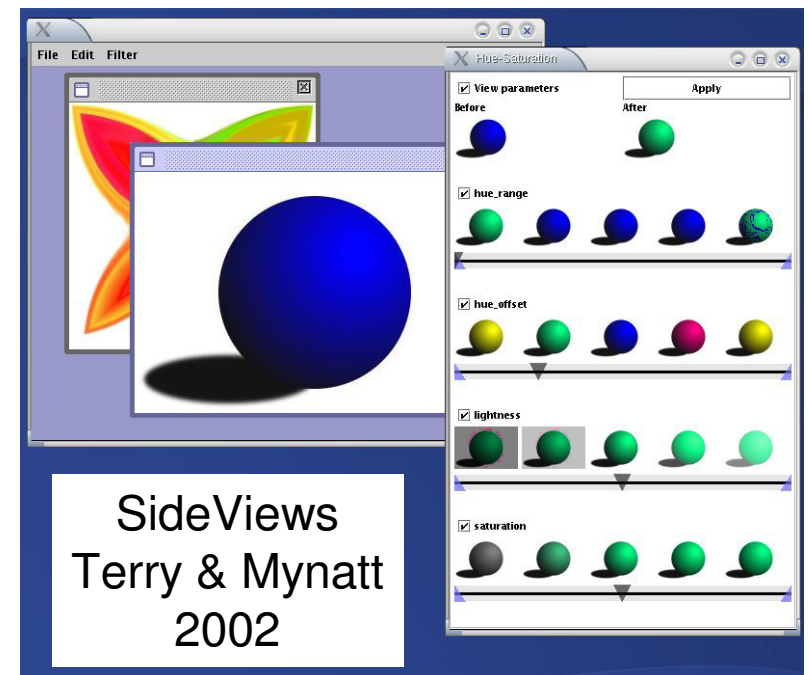 File Edit Filter
Hue-Saturation
View parameters
Apply
Before
After
hue_range
hue_offset
lightness
saturation
SideViews
Terry & Mynatt
2002